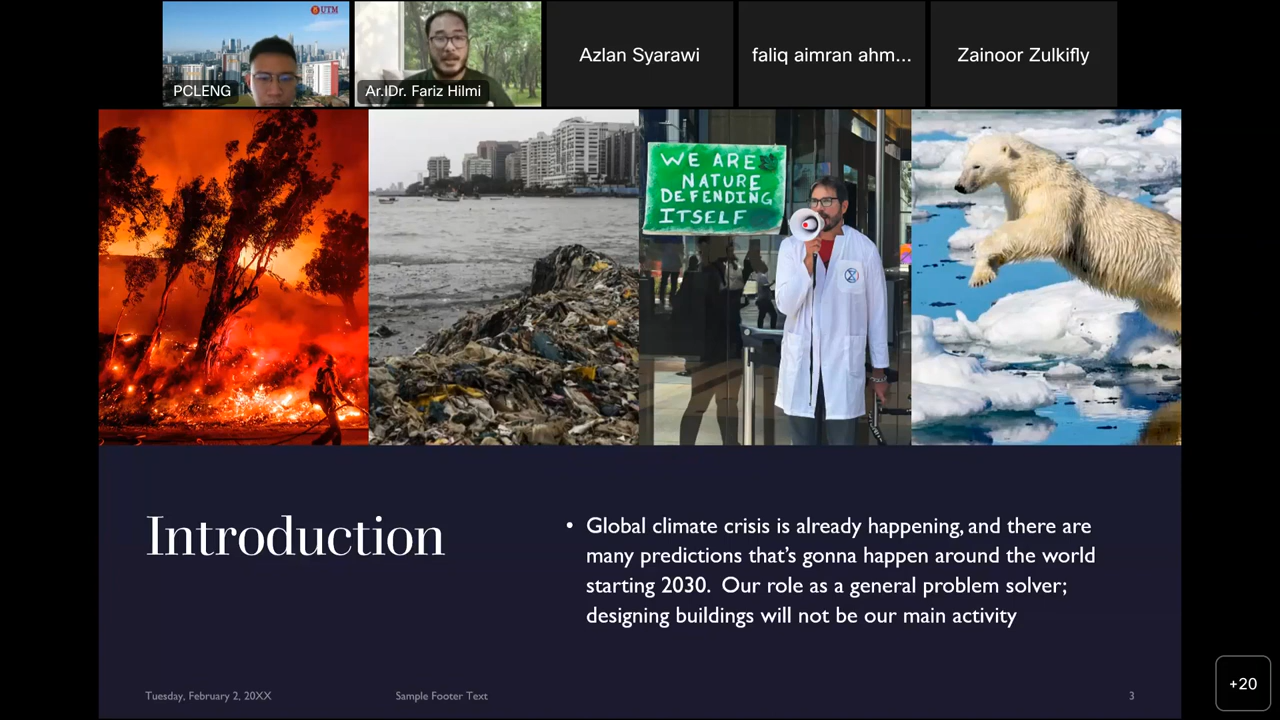 UTM
PCLENG
Ar.IDr. Fariz Hilmi
Azlan Syarawi
faliq aimran ahm...
Zainoor Zulkifly
WE ARE
NATURE
DEFENDING
ITSELF
Introduction
• Global climate crisis is already happening, and there are
many predictions that's gonna happen around the world
starting 2030.  Our role as a general problem solver;
designing buildings will not be our main activity
Tuesday, February 2, 20XX
Sample Footer Text
3
+20